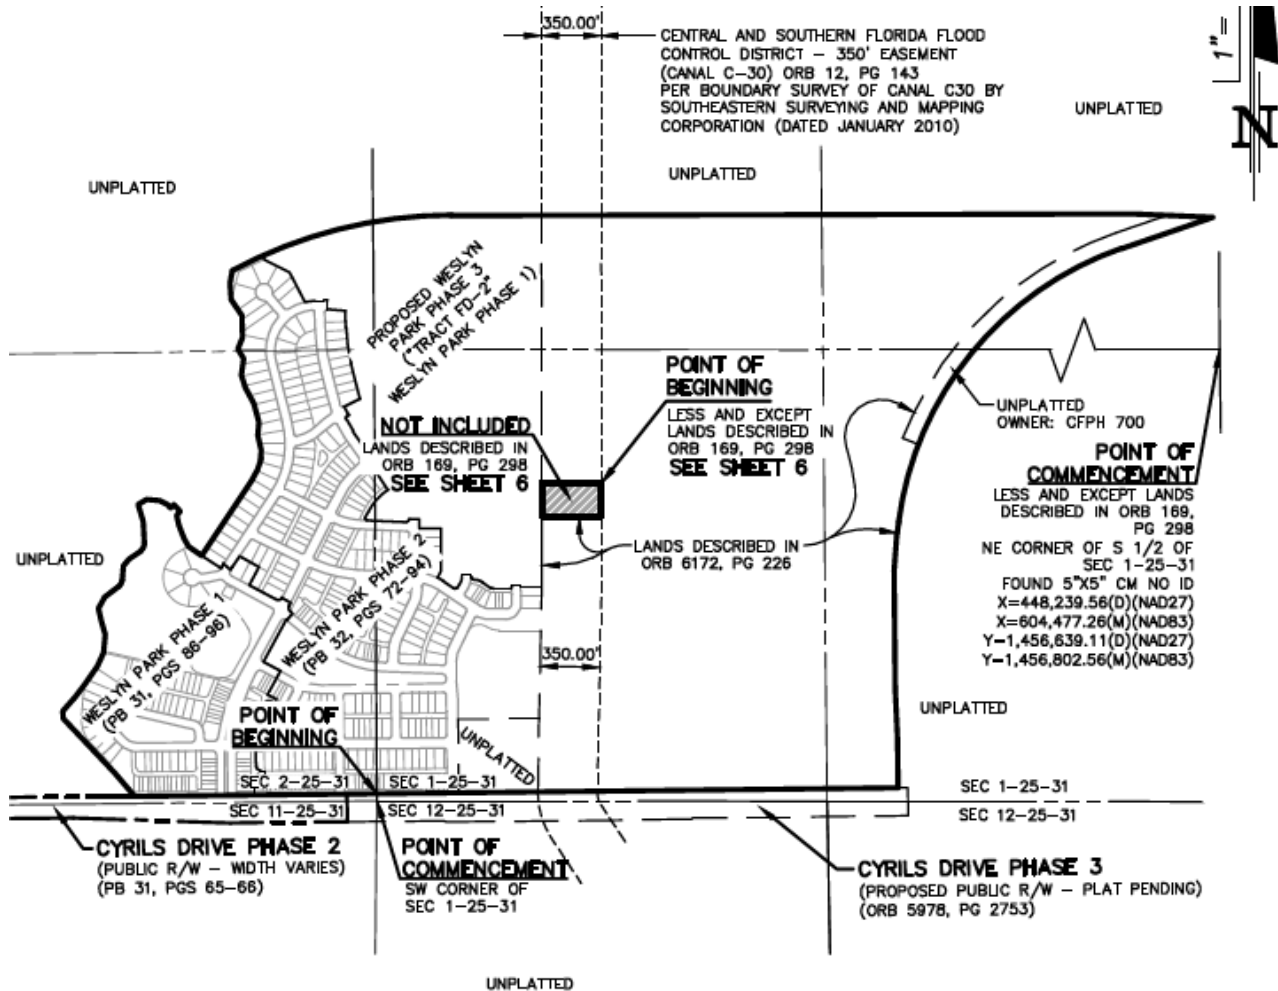 350.00'
CENTRAL AND SOUTHERN FLORIDA FLOOD
CONTROL DISTRICT – 350' EASEMENT
(CANAL C–30) ORB 12, PG 143
PER BOUNDARY SURVEY OF CANAL C30 BY
SOUTHEASTERN SURVEYING AND MAPPING
CORPORATION (DATED JANUARY 2010)
UNPLATTED
1"=
N
UNPLATTED
UNPLATTED
PROPOSED WESLYN
PARK PHASE 3
("TRACT FD–2"
WESLYN PARK PHASE 1)
POINT OF
BEGINNING
LESS AND EXCEPT
LANDS DESCRIBED IN
ORB 169, PG 298
SEE SHEET 6
NOT INCLUDED
LANDS DESCRIBED IN
ORB 169, PG 298
SEE SHEET 6
UNPLATTED
OWNER: CFPH 700
POINT OF
COMMENCEMENT
LESS AND EXCEPT LANDS
DESCRIBED IN ORB 169,
PG 298
NE CORNER OF S 1/2 OF
SEC 1–25–31
FOUND 5"X5" CM NO ID
X=448,239.56(D)(NAD27)
X=604,477.26(M)(NAD83)
Y–1,456,639.11(D)(NAD27)
Y–1,456,802.56(M)(NAD83)
LANDS DESCRIBED IN
ORB 6172, PG 226
UNPLATTED
WESLYN PARK PHASE 1
(PB 31, PGS 86–96)
WESLYN PARK PHASE 2
(PB 32, PGS 72–94)
350.00'
UNPLATTED
POINT OF
BEGINNING
UNPLATTED
SEC 2–25–31
SEC 1–25–31
SEC 1–25–31
SEC 11–25–31
SEC 12–25–31
SEC 12–25–31
CYRILS DRIVE PHASE 2
(PUBLIC R/W – WIDTH VARIES)
(PB 31, PGS 65–66)
POINT OF
COMMENCEMENT
SW CORNER OF
SEC 1–25–31
CYRILS DRIVE PHASE 3
(PROPOSED PUBLIC R/W – PLAT PENDING)
(ORB 5978, PG 2753)
UNPLATTED